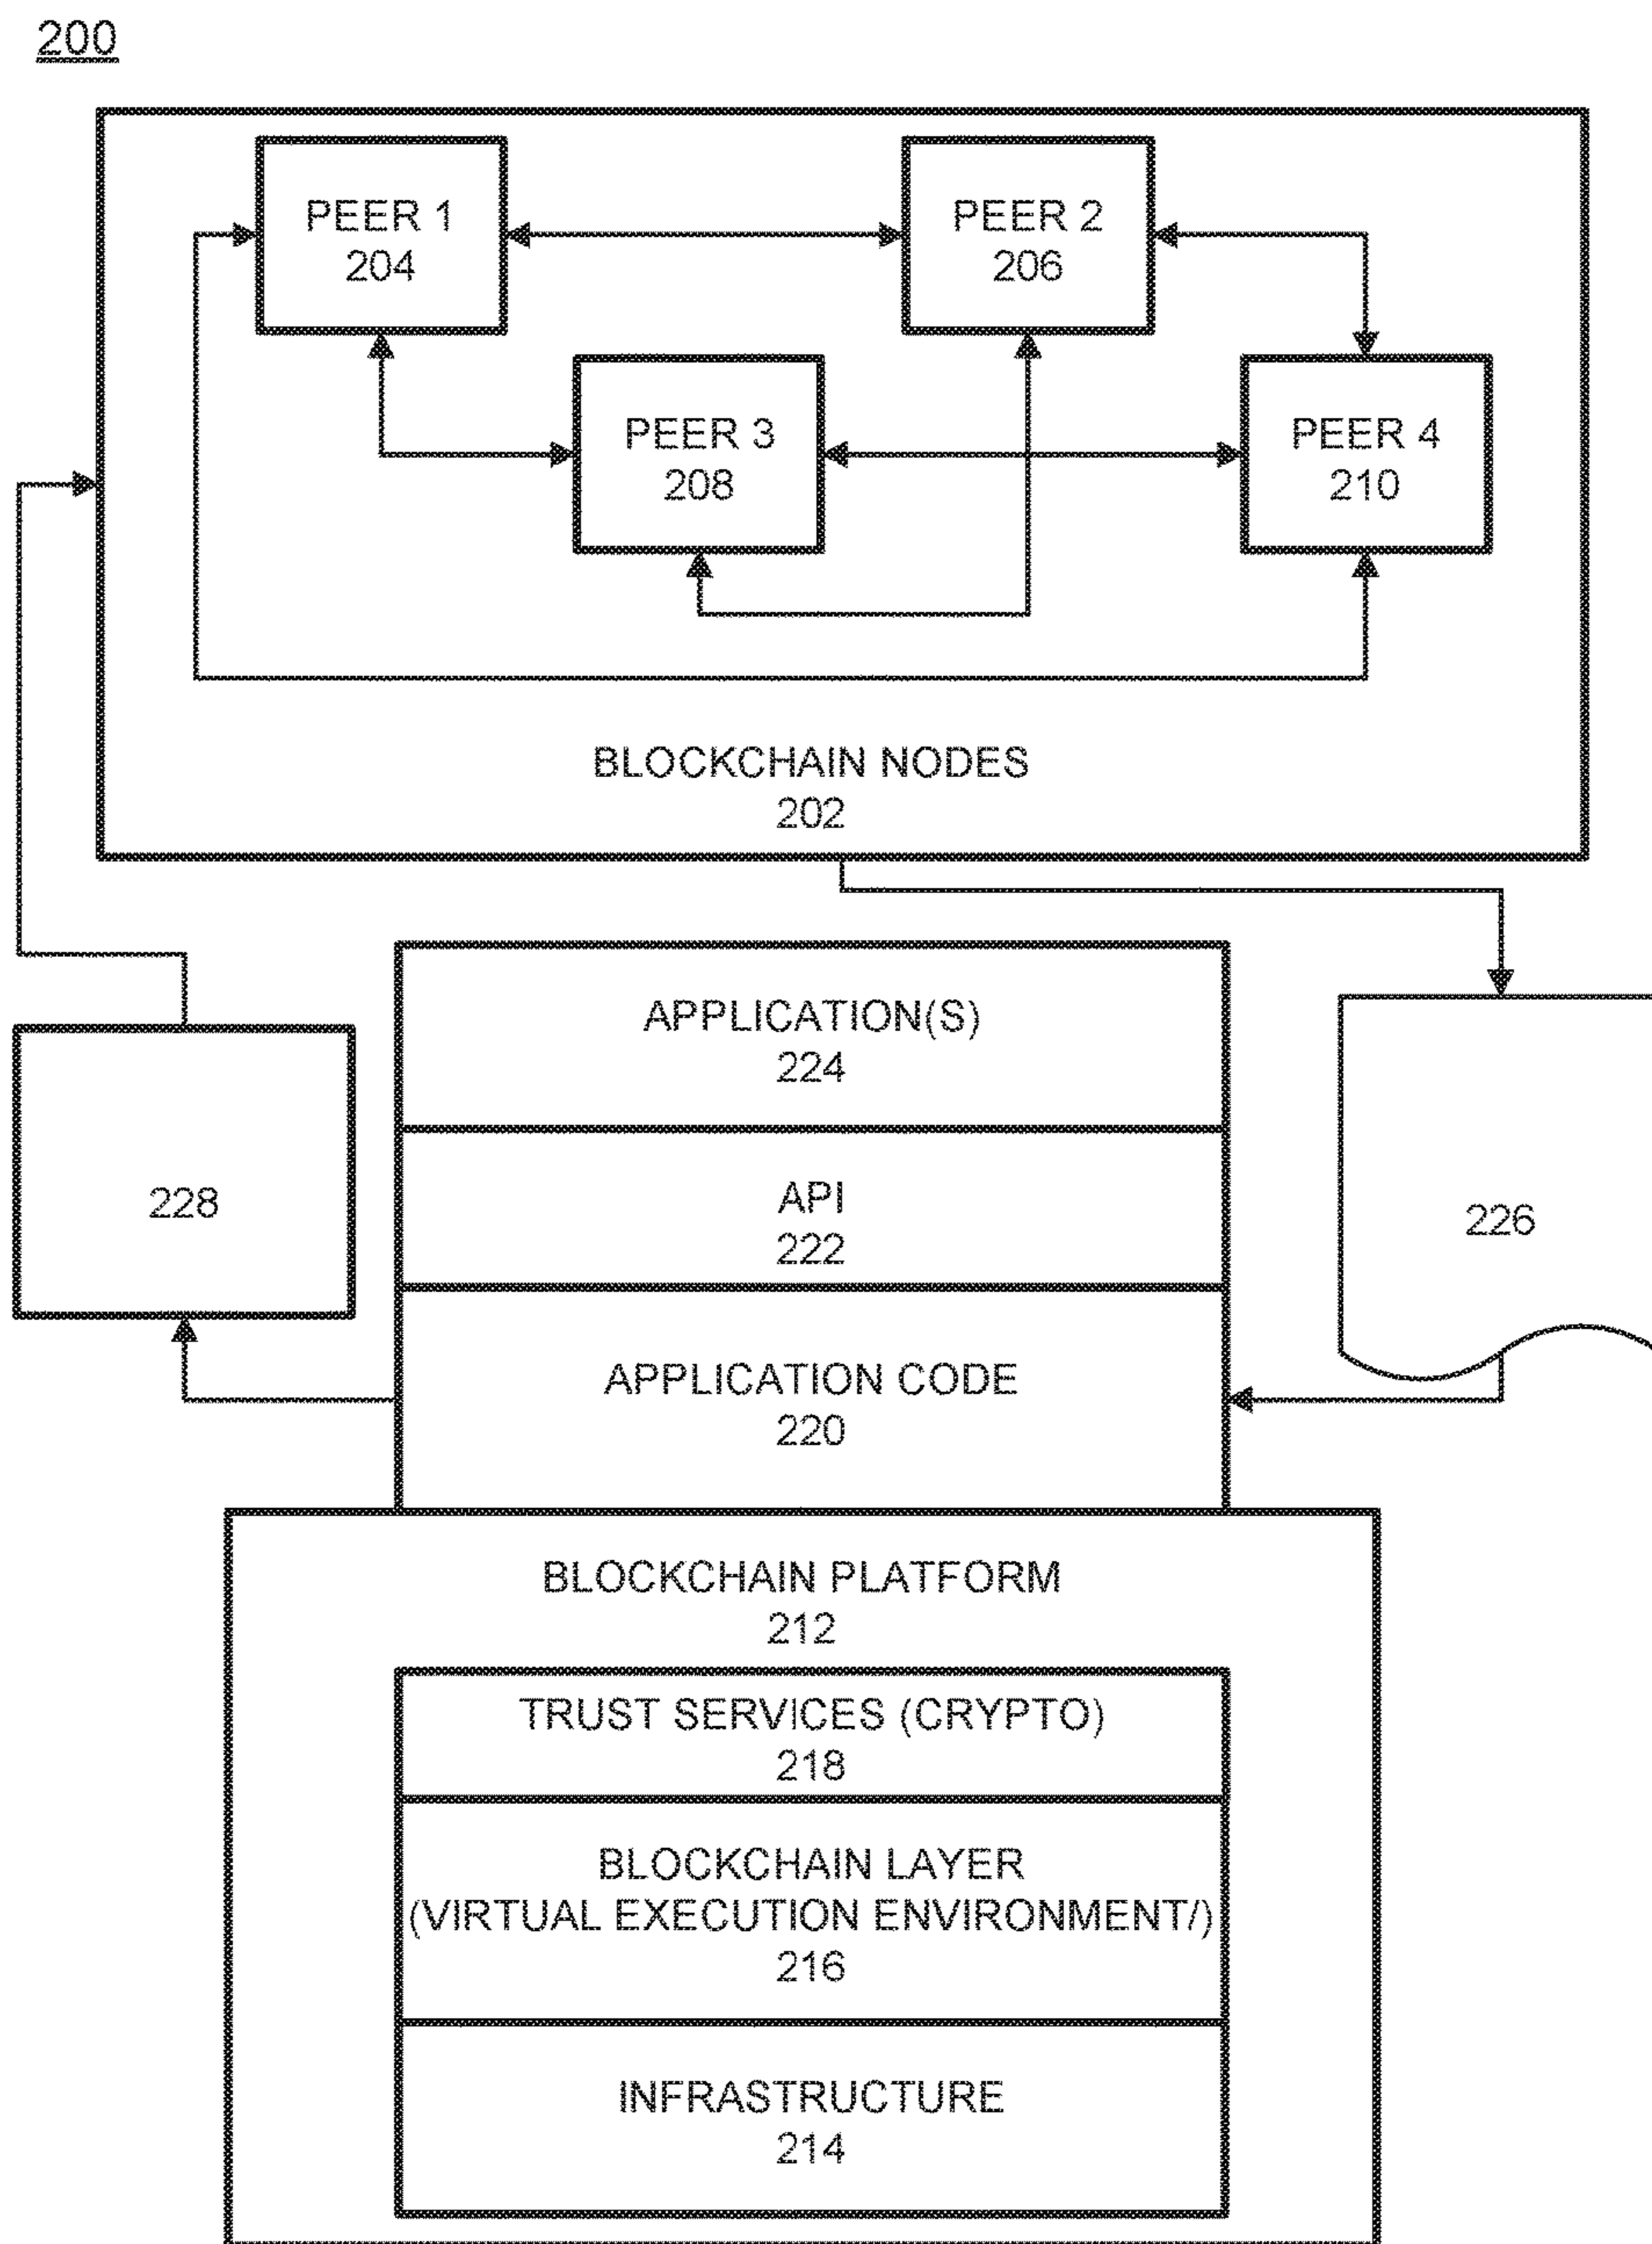 200
PEER 1
204
PEER 2
206
PEER 3
208
PEER 4
210
BLOCKCHAIN NODES
202
APPLICATION(S)
224
API
222
228
226
APPLICATION CODE
220
BLOCKCHAIN PLATFORM
212
TRUST SERVICES (CRYPTO)
218
BLOCKCHAIN LAYER
(VIRTUAL EXECUTION ENVIRONMENT/)
216
INFRASTRUCTURE
214